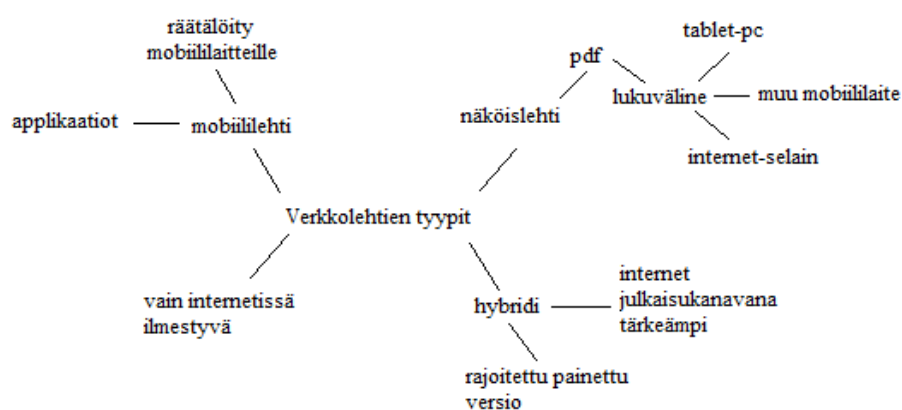 räätälöity
mobiililaitteille
applikaatiot
mobiililehti
tablet-pc
pdf
lukuväline
muu mobiililaite
näköislehti
internet-selain
Verkkolehtien tyypit
vain internetissä
ilmestyvä
hybridi
internet
julkaisukanavana
tärkeämpi
rajoitettu painettu
versio